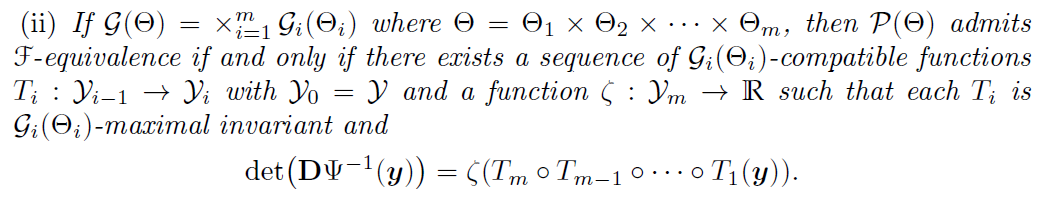 (ii) If 𝒢(Θ) = ×ᵐᵢ₌₁ 𝒢ᵢ(Θᵢ) where Θ = Θ₁ × Θ₂ × ··· × Θₘ, then 𝒫(Θ) admits
ℱ-equivalence if and only if there exists a sequence of 𝒢ᵢ(Θᵢ)-compatible functions
Tᵢ : 𝒴ᵢ₋₁ → 𝒴ᵢ with 𝒴₀ = 𝒴 and a function ζ : 𝒴ₘ → ℝ such that each Tᵢ is
𝒢ᵢ(Θᵢ)-maximal invariant and
det(𝐃Ψ⁻¹(𝒚)) = ζ(Tₘ ∘ Tₘ₋₁ ∘ ··· ∘ T₁(𝒚)).